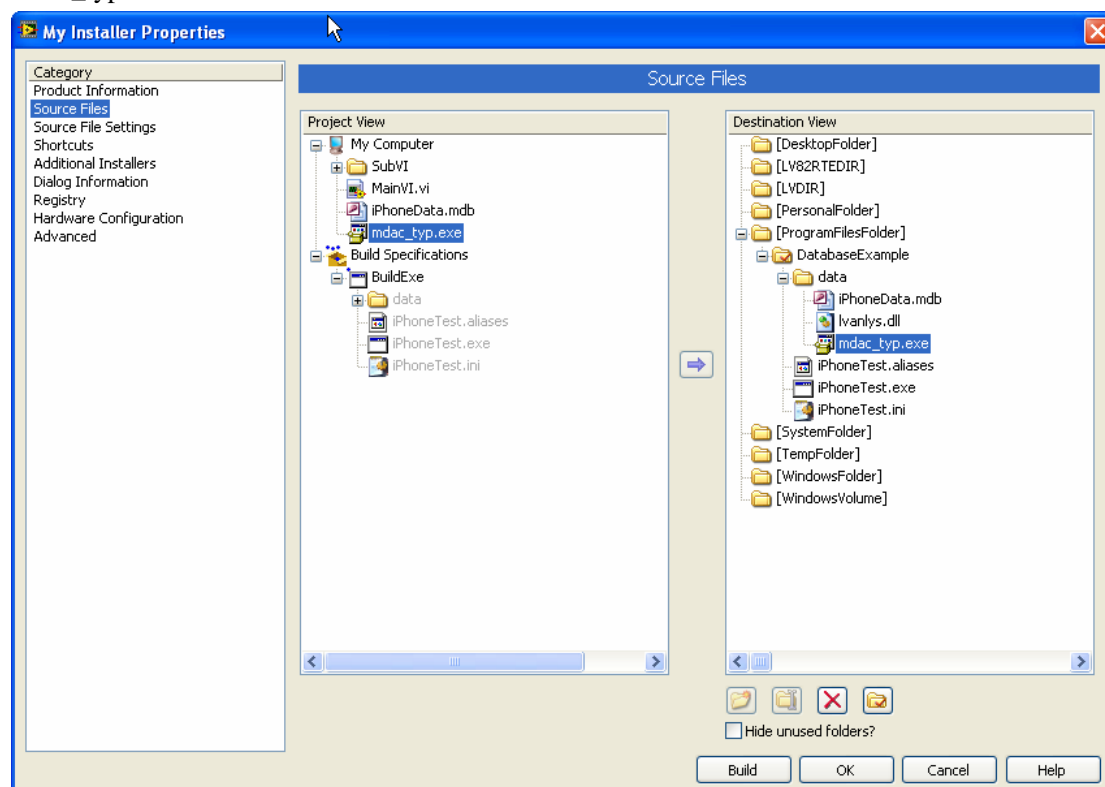 My Installer Properties
Category
Product Information
Source Files
Source File Settings
Shortcuts
Additional Installers
Dialog Information
Registry
Hardware Configuration
Advanced
Source Files
Project View
My Computer
SubVI
MainVI.vi
iPhoneData.mdb
mdac_typ.exe
Build Specifications
BuildExe
data
iPhoneTest.aliases
iPhoneTest.exe
iPhoneTest.ini
Destination View
[DesktopFolder]
[LV82RTEDIR]
[LVDIR]
[PersonalFolder]
[ProgramFilesFolder]
DatabaseExample
data
iPhoneData.mdb
lvanlys.dll
mdac_typ.exe
iPhoneTest.aliases
iPhoneTest.exe
iPhoneTest.ini
[SystemFolder]
[TempFolder]
[WindowsFolder]
[WindowsVolume]
Hide unused folders?
Build
OK
Cancel
Help